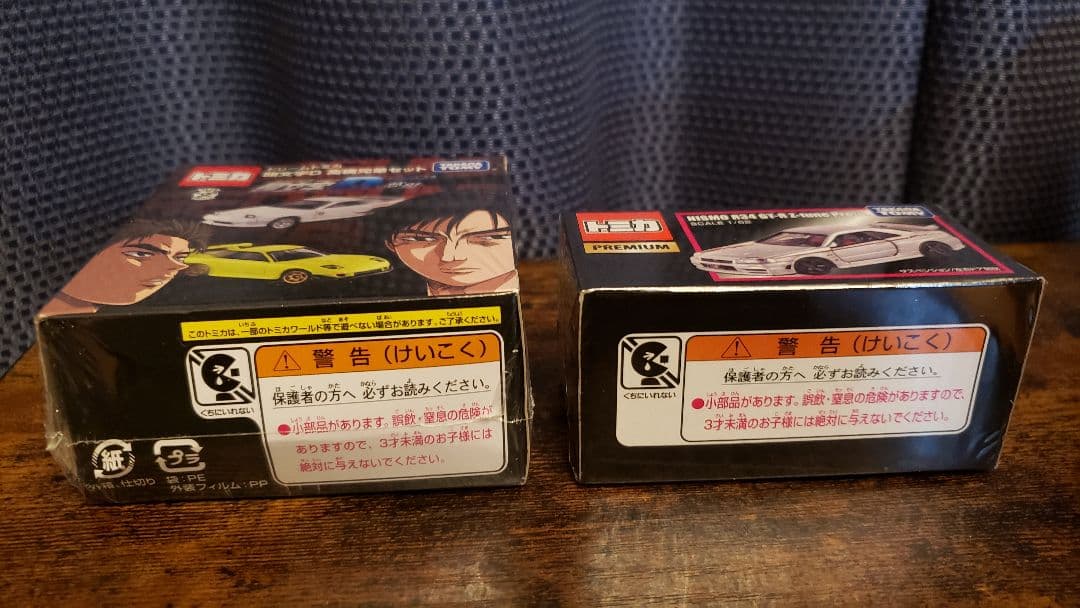 トミカ
TAKARA TOMY
このトミカは、一部のトミカワールド等で遊べない場合があります。ご了承ください。
警告（けいこく）
保護者の方へ 必ずお読みください。
くちにいれない
●小部品があります。誤飲・窒息の危険が
ありますので、3才未満のお子様には
絶対に与えないでください。
紙
プラ
仕切り 袋：PE
外装フィルム：PP
トミカ
PREMIUM
NISMO R34 GT-R Z-tune
SCALE 1/62
TAKARA TOMY
警告（けいこく）
保護者の方へ 必ずお読みください。
くちにいれない
●小部品があります。誤飲・窒息の危険がありますので、
3才未満のお子様には絶対に与えないでください。